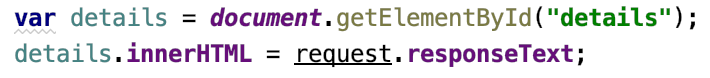 var details = document.getElementById("details");
details.innerHTML = request.responseText;